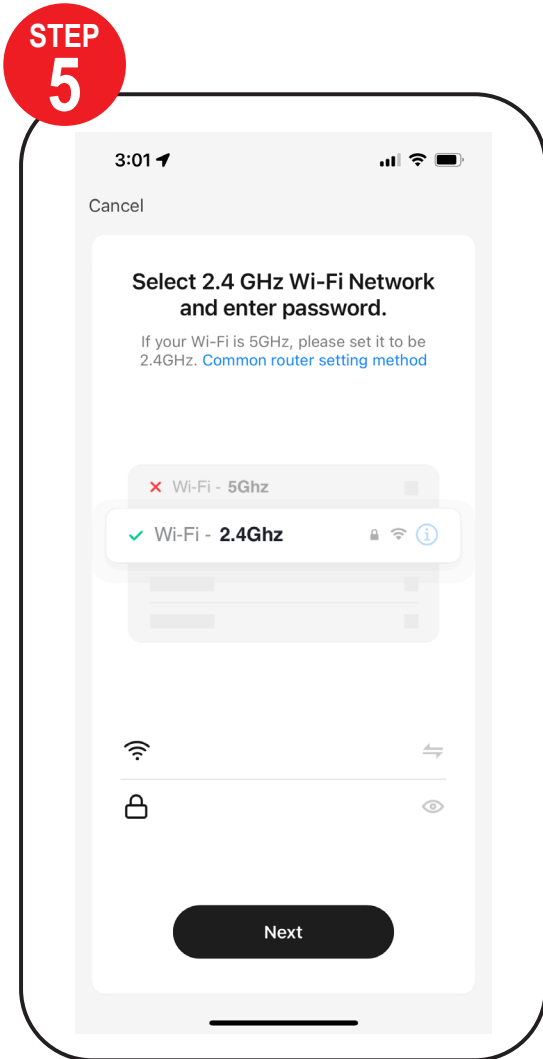 STEP
5
3:01
Cancel
Select 2.4 GHz Wi-Fi Network
and enter password.
If your Wi-Fi is 5GHz, please set it to be
2.4GHz. Common router setting method
Wi-Fi - 5Ghz
Wi-Fi - 2.4Ghz
Next